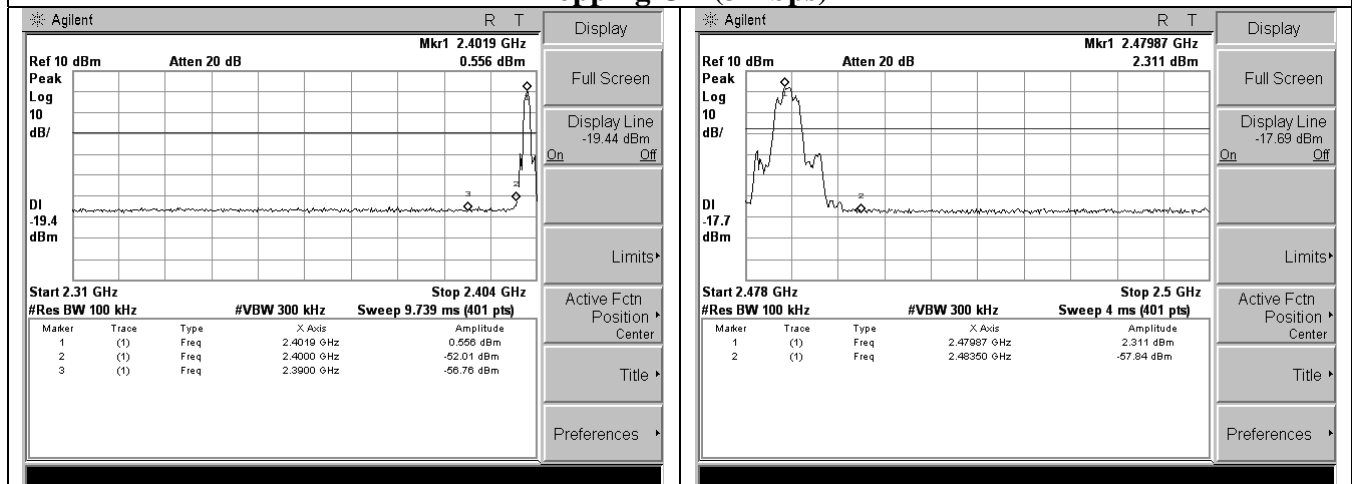 Agilent R T
Mkr1 2.4019 GHz
Ref 10 dBm Atten 20 dB 0.556 dBm
Peak
Log
10
dB/
1
3
2
DI
-19.4
dBm
Start 2.31 GHz Stop 2.404 GHz
#Res BW 100 kHz #VBW 300 kHz Sweep 9.739 ms (401 pts)
Marker Trace Type X Axis Amplitude
1 (1) Freq 2.4019 GHz 0.556 dBm
2 (1) Freq 2.4000 GHz -52.01 dBm
3 (1) Freq 2.3900 GHz -56.76 dBm
Display
Full Screen
Display Line
-19.44 dBm
On Off
Limits
Active Fctn
Position
Center
Title
Preferences
Agilent R T
Mkr1 2.47987 GHz
Ref 10 dBm Atten 20 dB 2.311 dBm
Peak
Log
10
dB/
1
2
DI
-17.7
dBm
Start 2.478 GHz Stop 2.5 GHz
#Res BW 100 kHz #VBW 300 kHz Sweep 4 ms (401 pts)
Marker Trace Type X Axis Amplitude
1 (1) Freq 2.47987 GHz 2.311 dBm
2 (1) Freq 2.48350 GHz -57.84 dBm
Display
Full Screen
Display Line
-17.69 dBm
On Off
Limits
Active Fctn
Position
Center
Title
Preferences